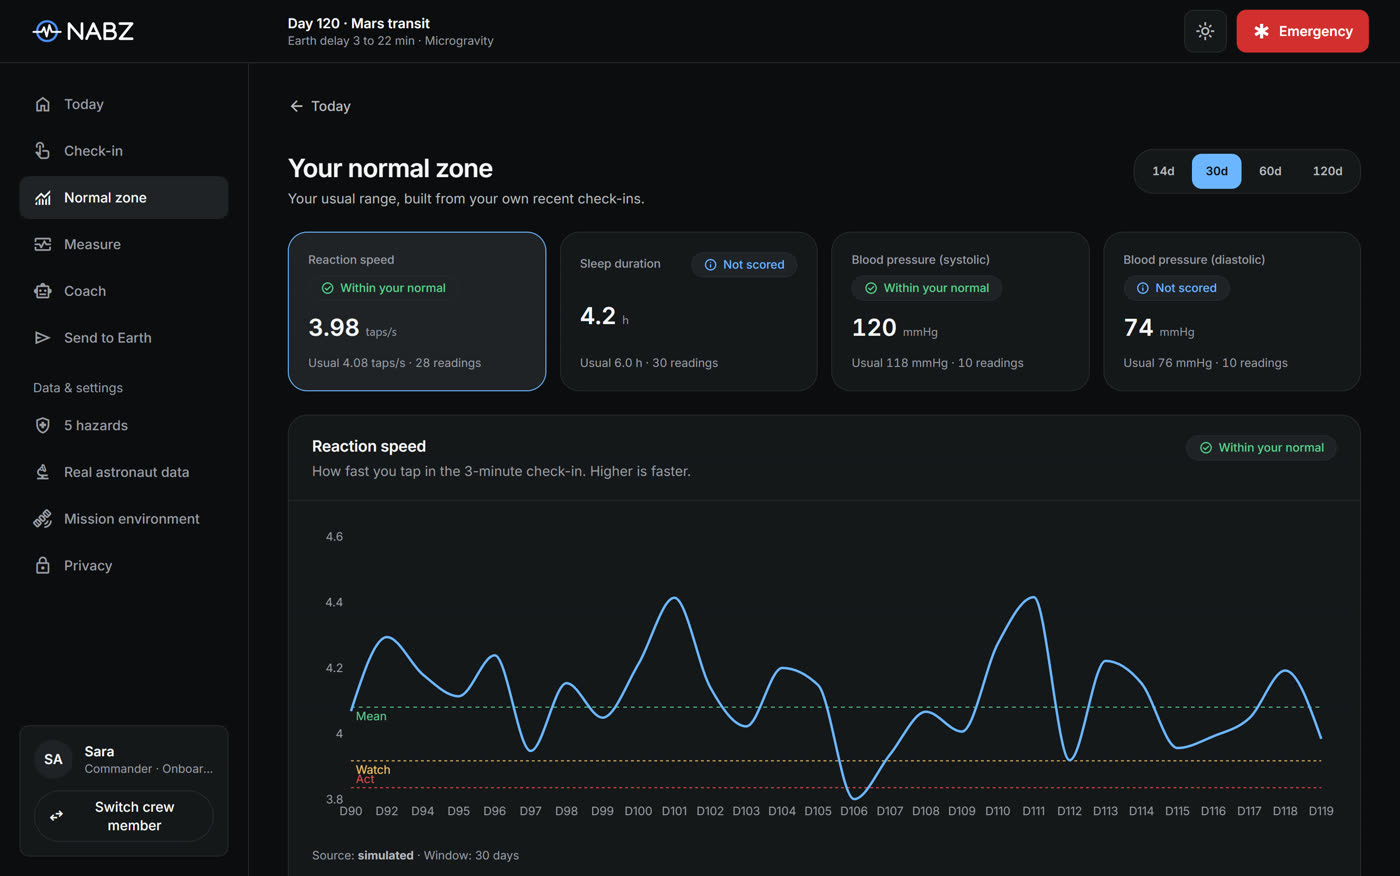 NABZ
Day 120 · Mars transit
Earth delay 3 to 22 min · Microgravity
Emergency
Today
Check-in
Normal zone
Measure
Coach
Send to Earth
Data & settings
5 hazards
Real astronaut data
Mission environment
Privacy
SA
Sara
Commander · Onboar...
Switch crew
member
Today
Your normal zone
Your usual range, built from your own recent check-ins.
14d 30d 60d 120d
Reaction speed
Within your normal
3.98 taps/s
Usual 4.08 taps/s · 28 readings
Sleep duration
Not scored
4.2 h
Usual 6.0 h · 30 readings
Blood pressure (systolic)
Within your normal
120 mmHg
Usual 118 mmHg · 10 readings
Blood pressure (diastolic)
Not scored
74 mmHg
Usual 76 mmHg · 10 readings
Reaction speed
Within your normal
How fast you tap in the 3-minute check-in. Higher is faster.
4.6
4.4
4.2
Mean
4
Watch
Act
3.8
D90 D92 D94 D95 D96 D97 D98 D99 D100 D101 D102 D103 D104 D105 D106 D107 D108 D109 D110 D111 D112 D113 D114 D115 D116 D117 D118 D119
Source: simulated · Window: 30 days